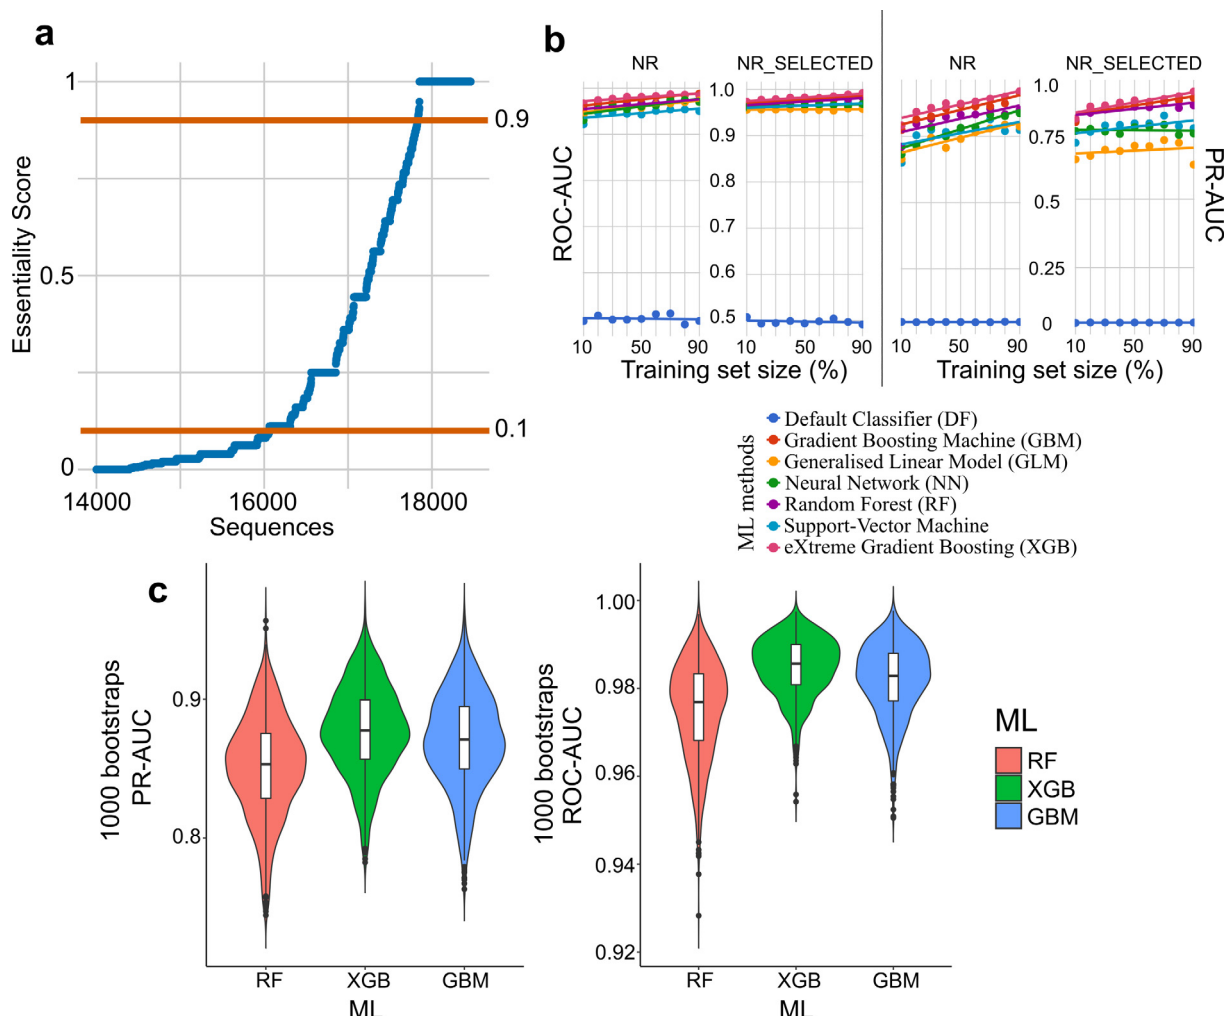 a
Essentiality Score
1
0.5
0
0.9
0.1
14000 16000 18000
Sequences
b
NR NR_SELECTED NR NR_SELECTED
ROC-AUC
1.0
0.9
0.8
0.7
0.6
0.5
1.0
0.75
0.5
0.25
0
PR-AUC
10 50 90 10 50 90 10 50 90 10 50 90
Training set size (%) Training set size (%)
ML methods
Default Classifier (DF)
Gradient Boosting Machine (GBM)
Generalised Linear Model (GLM)
Neural Network (NN)
Random Forest (RF)
Support-Vector Machine
eXtreme Gradient Boosting (XGB)
c
1000 bootstraps
PR-AUC
0.9
0.8
RF XGB GBM
ML
1000 bootstraps
ROC-AUC
1.00
0.98
0.96
0.94
0.92
RF XGB GBM
ML
ML
RF
XGB
GBM